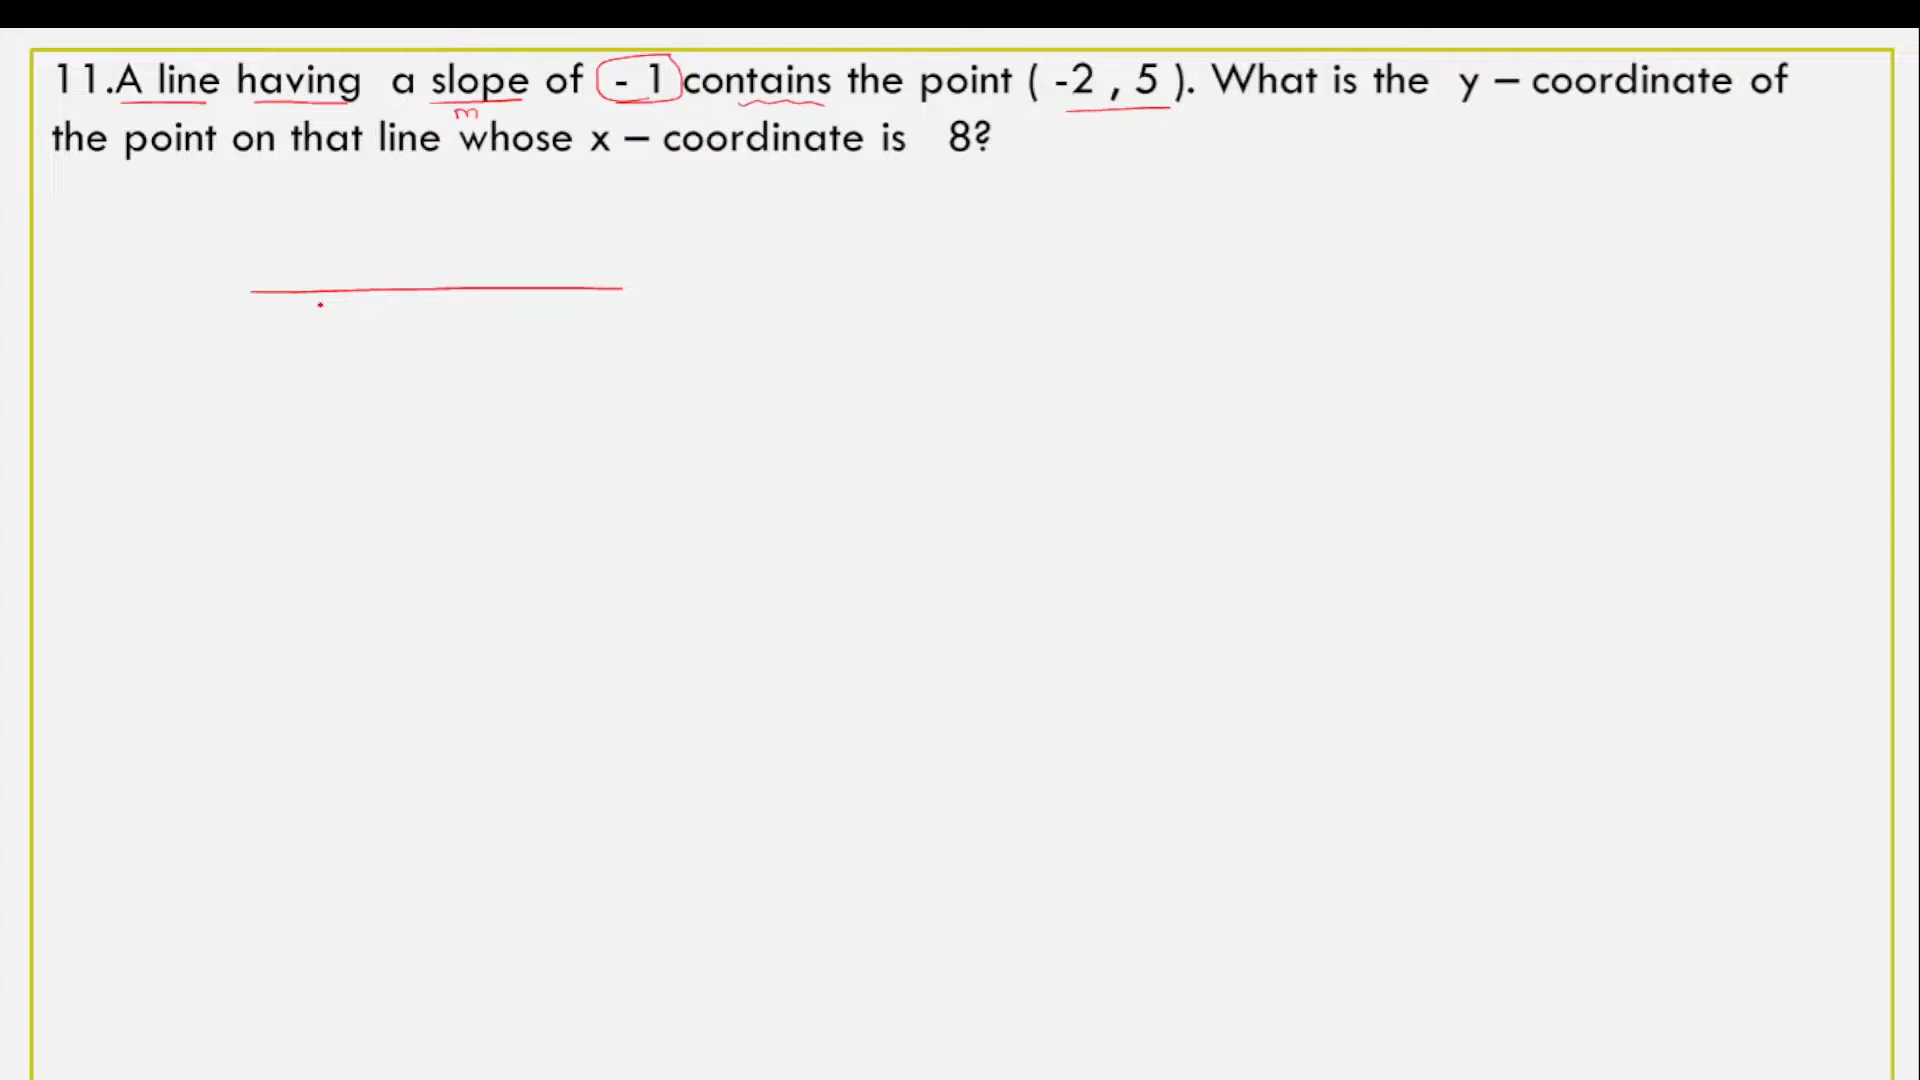 11.A line having a slope of - 1 contains the point ( -2 , 5 ). What is the y – coordinate of
m
the point on that line whose x – coordinate is 8?